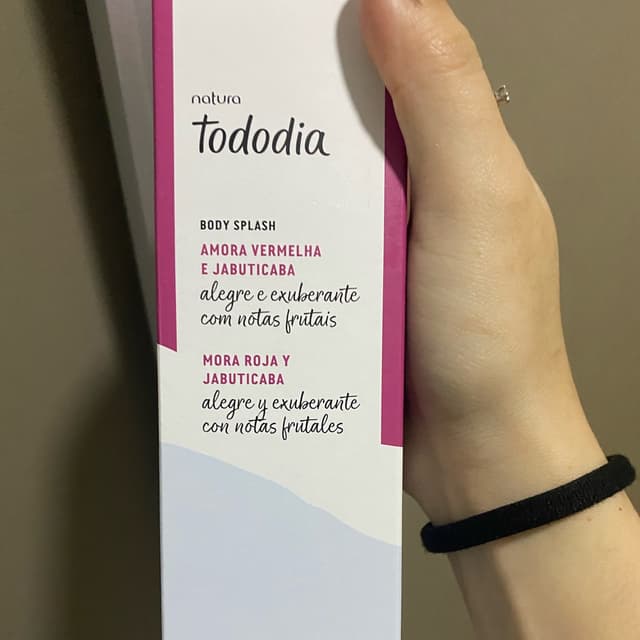 natura
tododia
BODY SPLASH
AMORA VERMELHA
E JABUTICABA
alegre e exuberante
com notas frutais
MORA ROJA Y
JABUTICABA
alegre y exuberante
con notas frutales